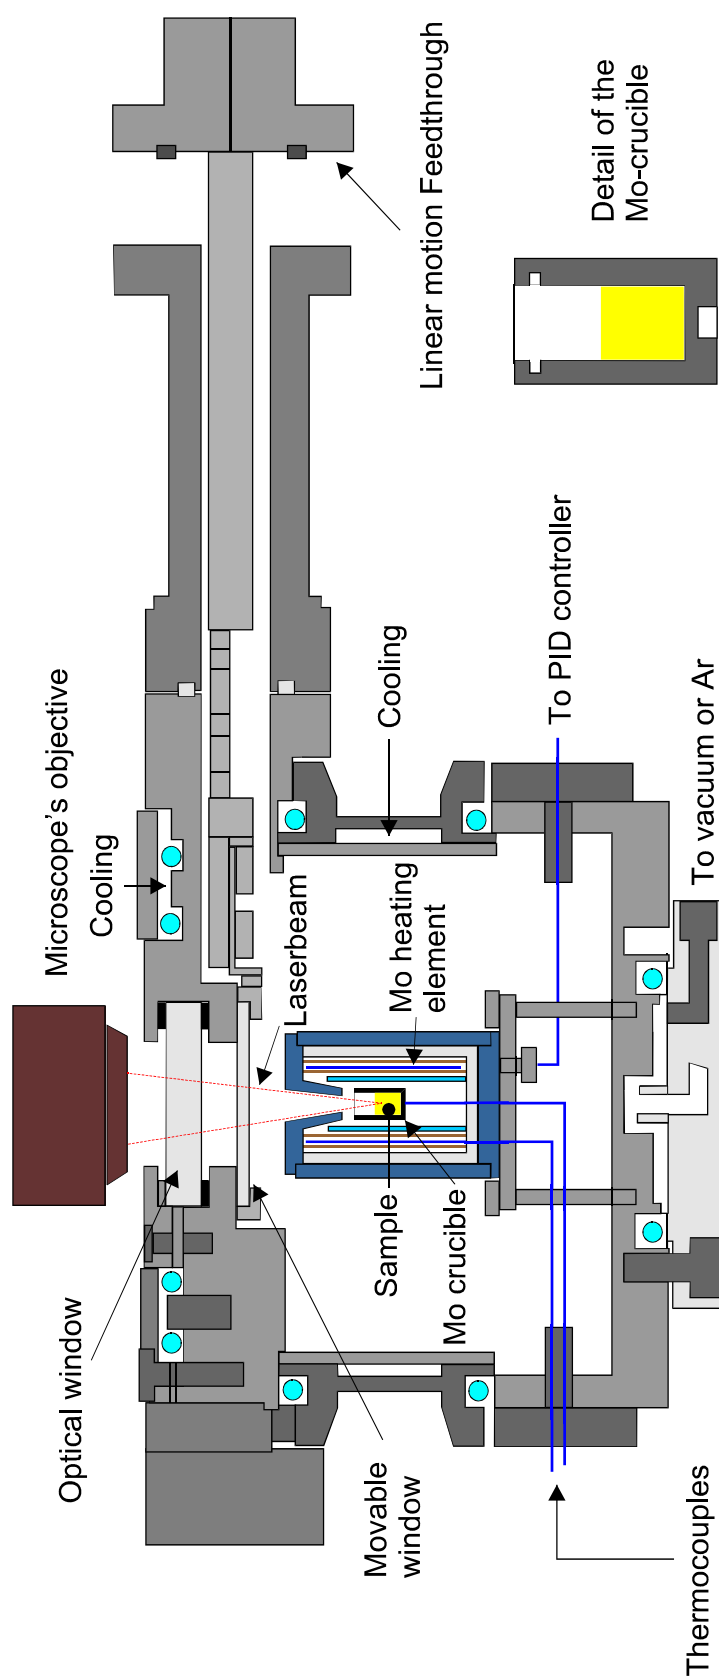 Microscope's objective
Cooling
Optical window
Laserbeam
Movable
window
Sample
Mo crucible
Mo heating
element
Cooling
Linear motion Feedthrough
To PID controller
To vacuum or Ar
Thermocouples
Detail of the
Mo-crucible